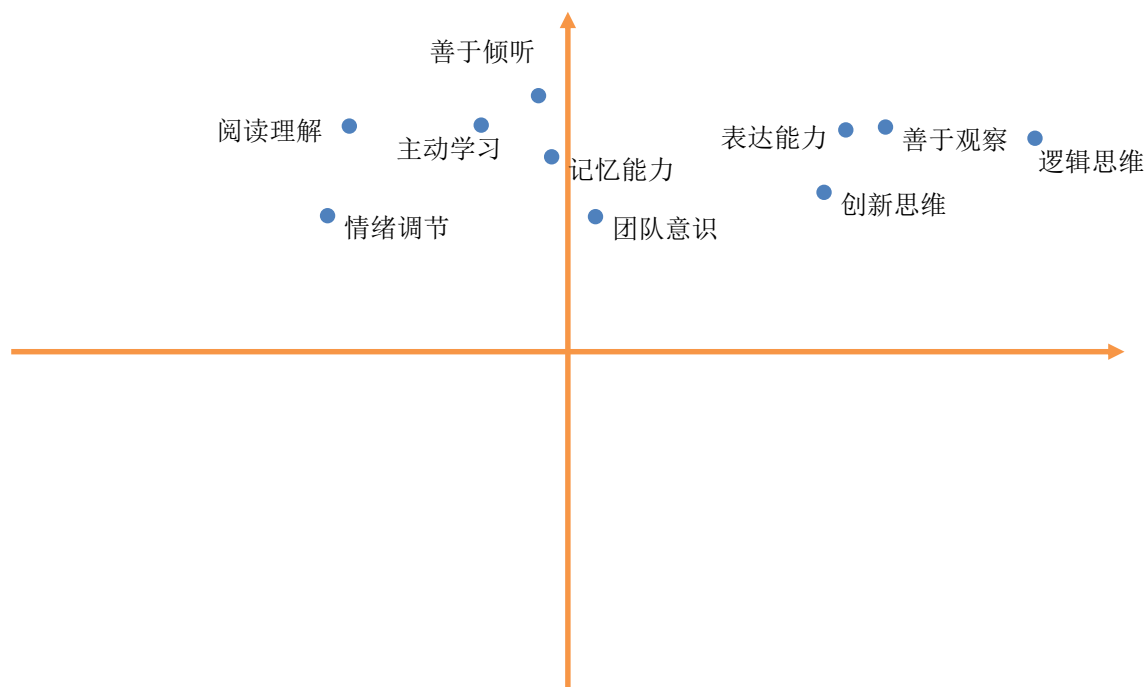 善于倾听
阅读理解
主动学习
表达能力
善于观察
逻辑思维
记忆能力
创新思维
情绪调节
团队意识